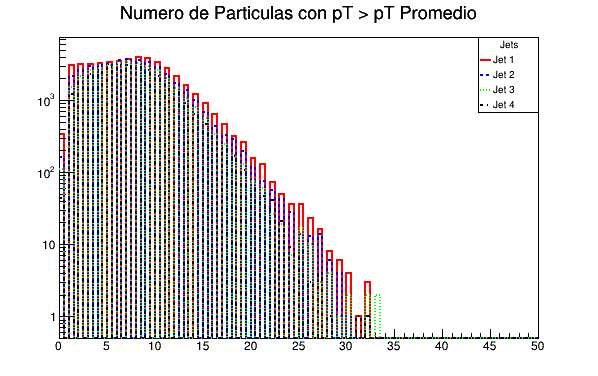 Numero de Particulas con pT > pT Promedio
Jets
Jet 1
Jet 2
Jet 3
Jet 4
10³
10²
10
1
0 5 10 15 20 25 30 35 40 45 50